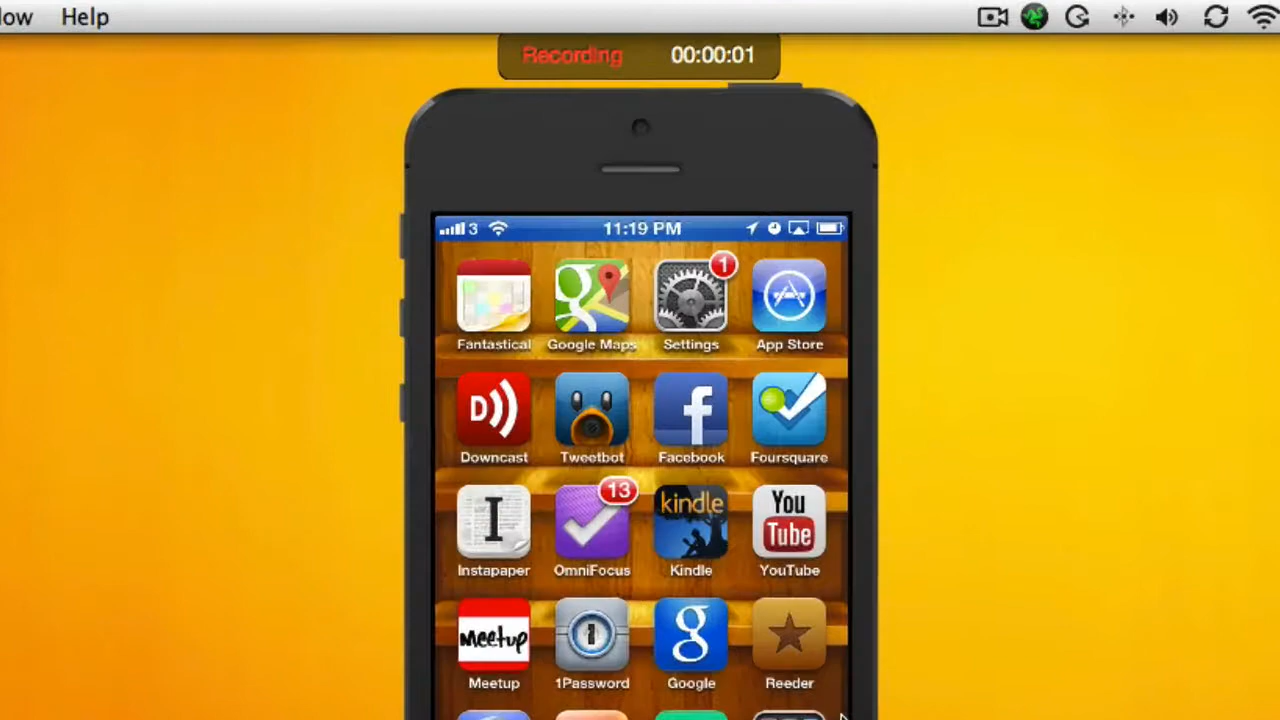 Help
Recording 00:00:01
3 11:19 PM
1
Fantastical Google Maps Settings App Store
D
f
Downcast Tweetbot Facebook Foursquare
13
I kindle You Tube
Instapaper OmniFocus Kindle YouTube
Meetup 1 g
Meetup 1Password Google Reeder